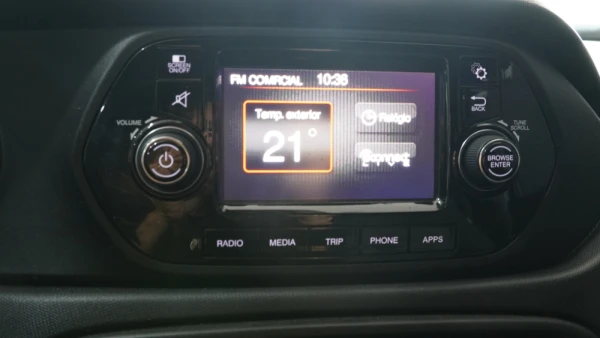 SCREEN
ON/OFF
FM COMRCIAL 10:36
VOLUME
Temp. exterior
21°
Relógio
BACK
TUNE
SCROLL
BROWSE
ENTER
RADIO MEDIA TRIP PHONE APPS